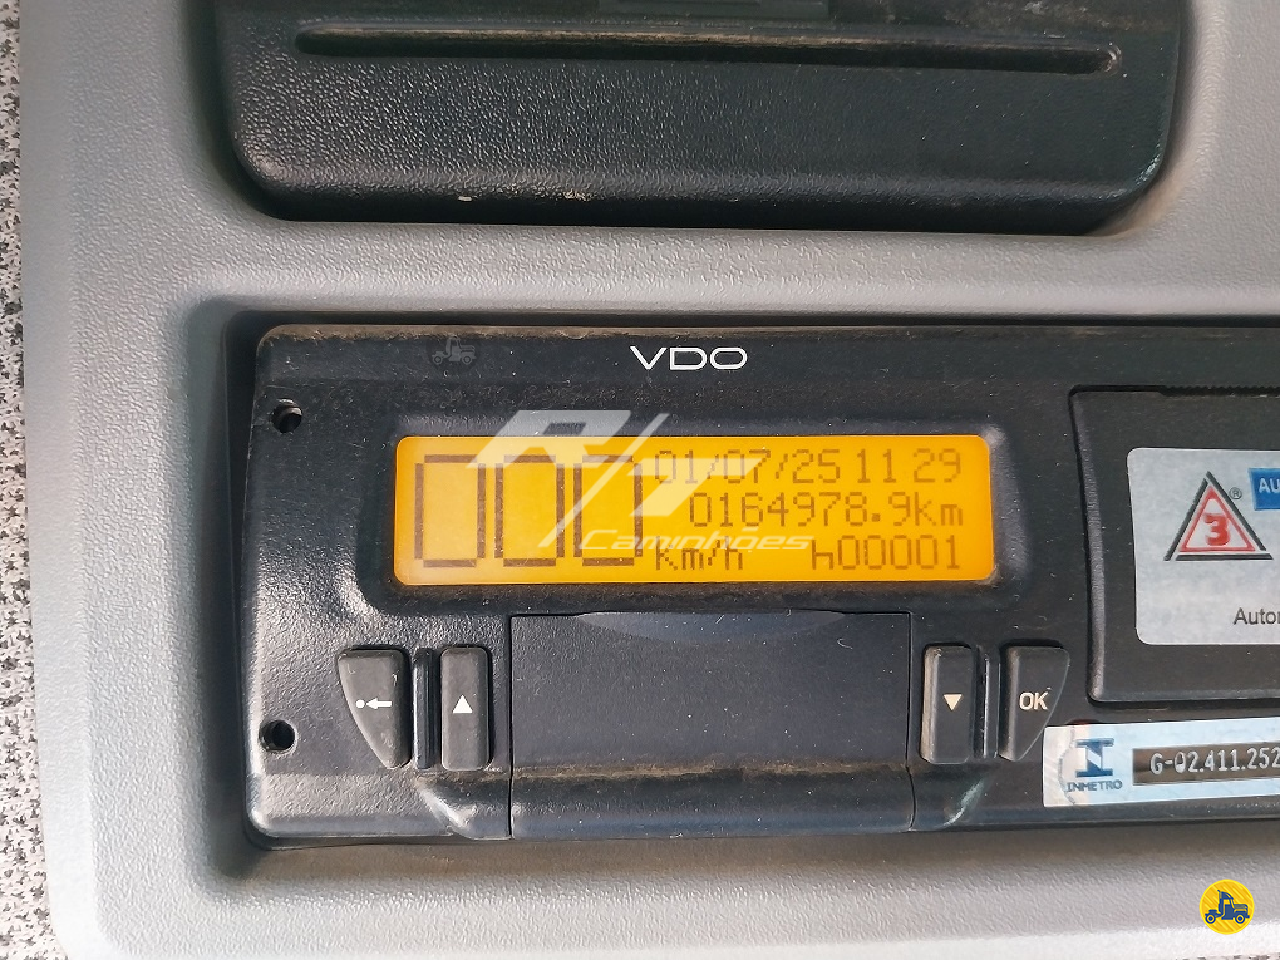 VDO
R/T
Caminhões
000
01/07/25 11 29
0164978.9km
km/h h00001
3
®
AU
Autor
OK
INMETRO
G-02.411.252